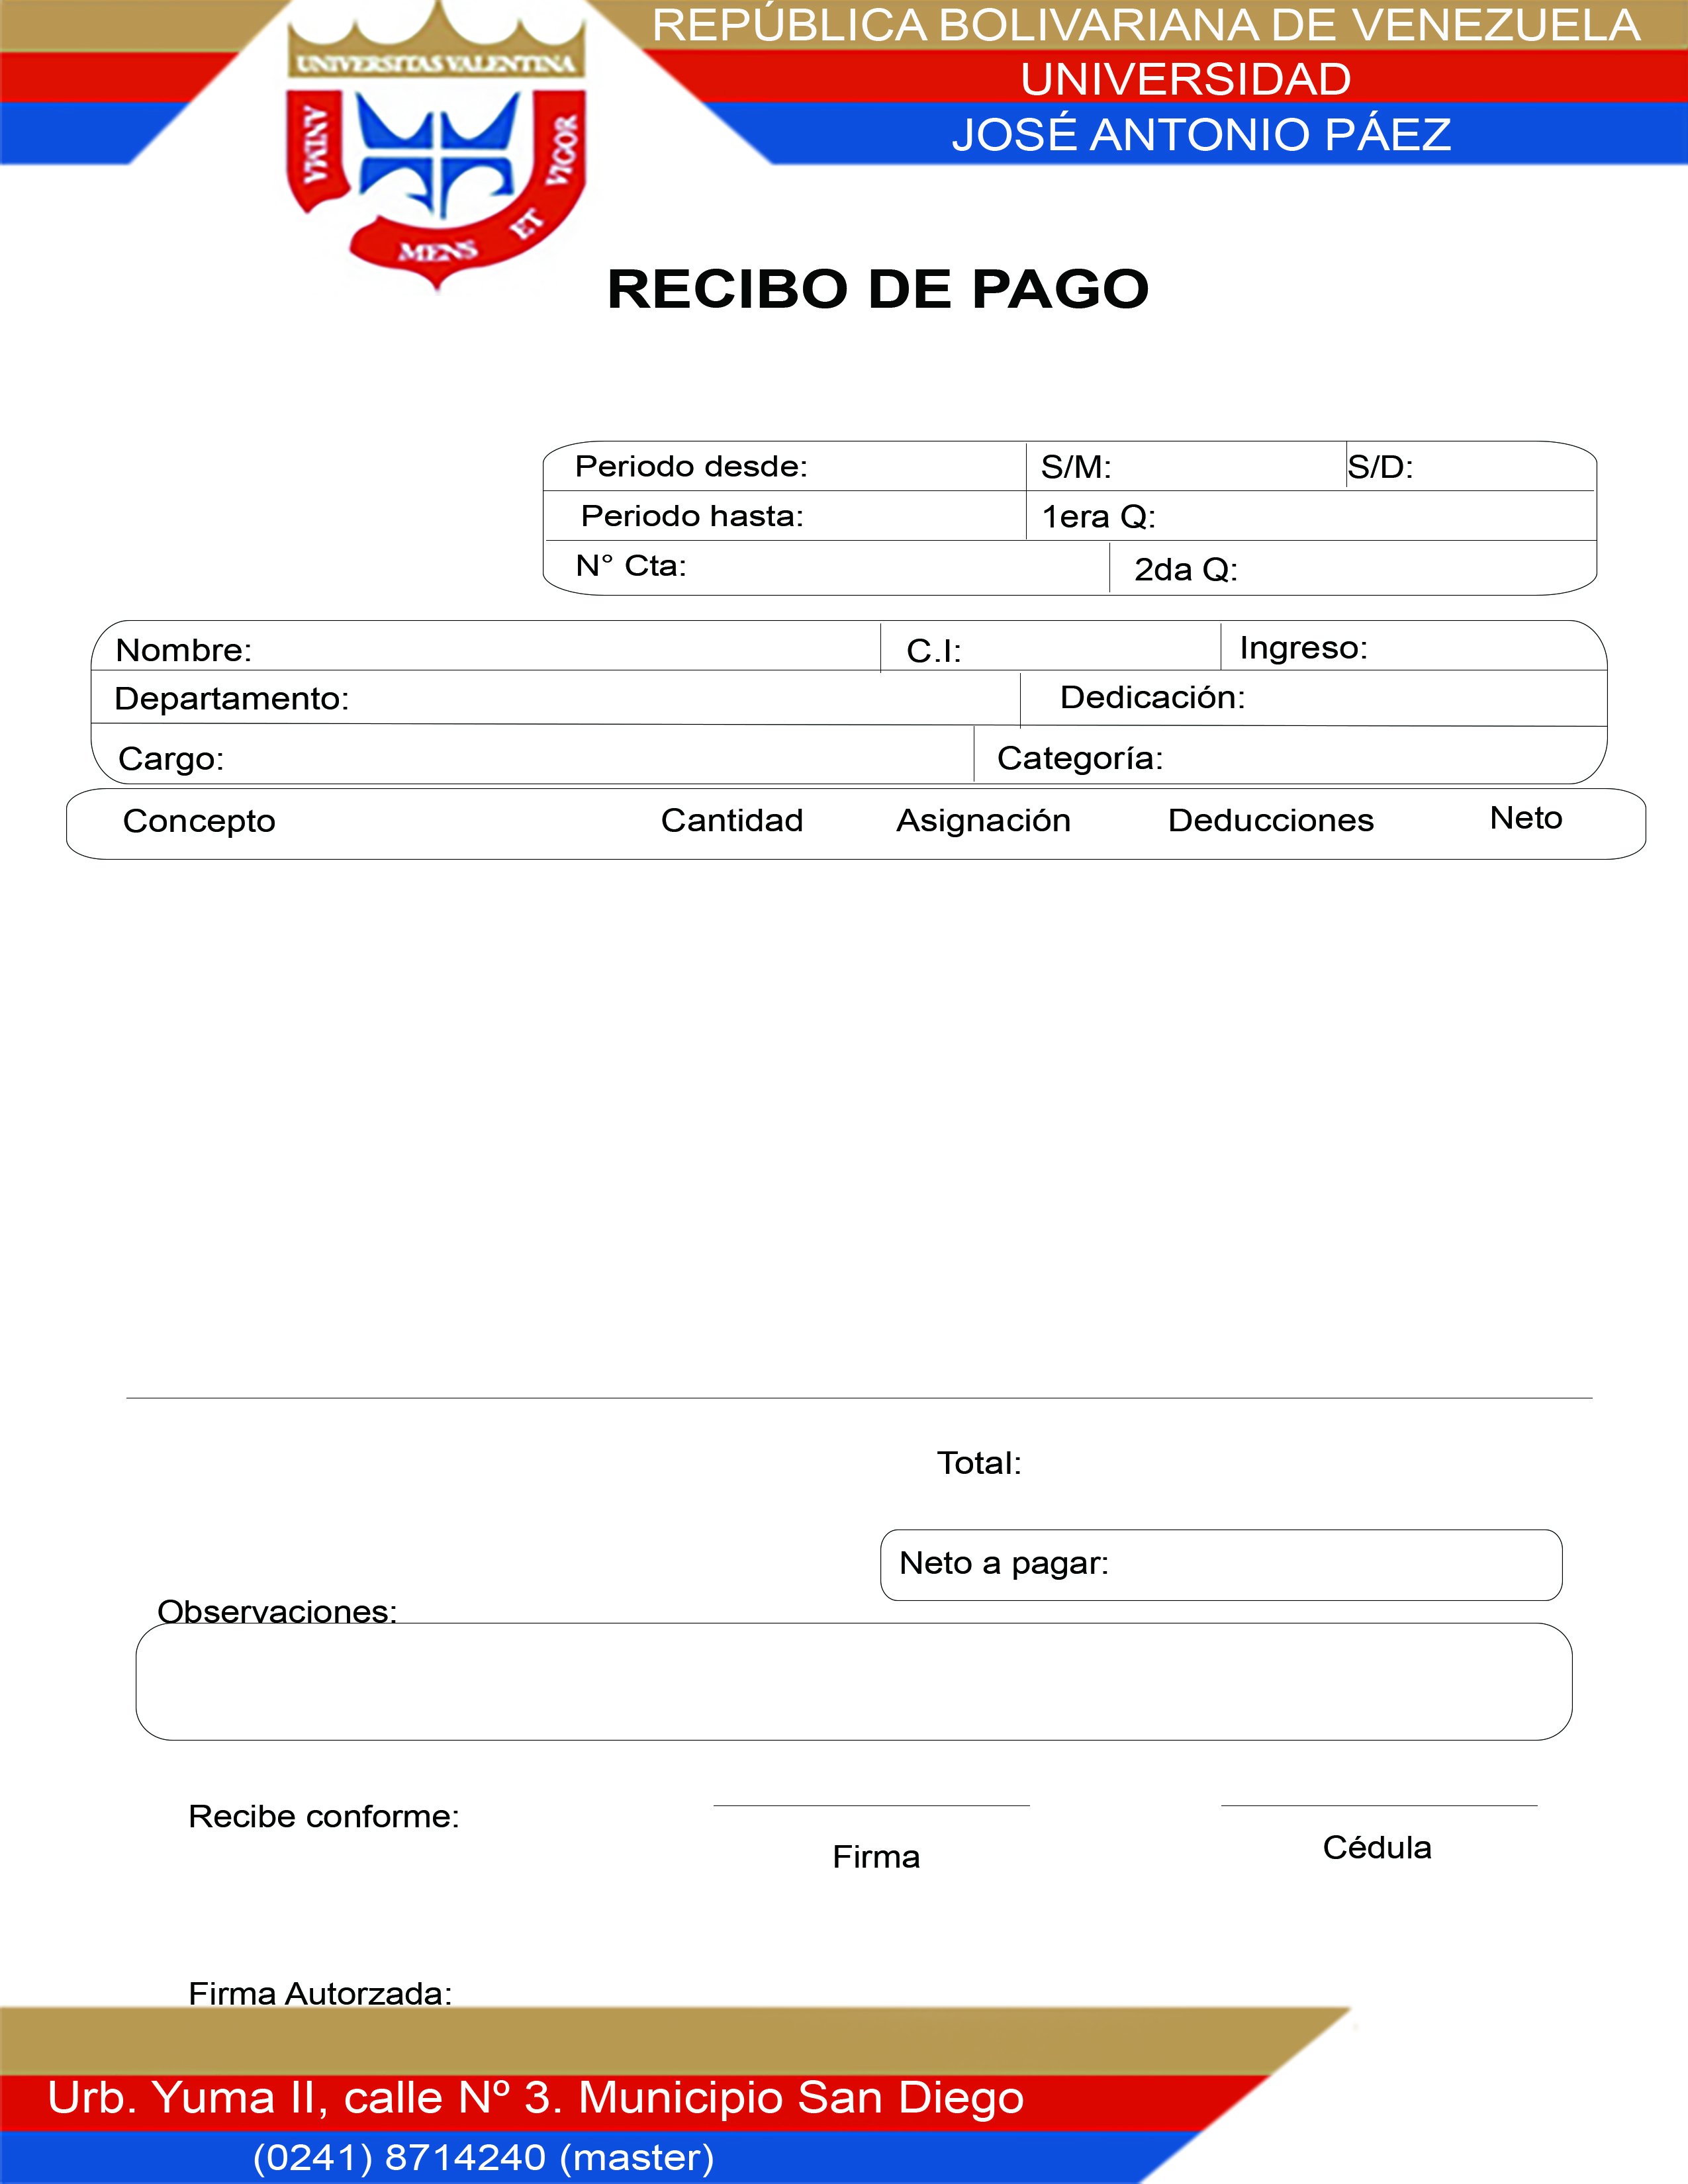 REPÚBLICA BOLIVARIANA DE VENEZUELA
UNIVERSIDAD
JOSÉ ANTONIO PÁEZ
UNIVERSITAS VALENTINA
ANIMA MENS ET VIGOR
RECIBO DE PAGO
Periodo desde: S/M: S/D:
Periodo hasta: 1era Q:
N° Cta: 2da Q:
Nombre: C.I: Ingreso:
Departamento: Dedicación:
Cargo: Categoría:
Concepto Cantidad Asignación Deducciones Neto
Total:
Neto a pagar:
Observaciones:
Recibe conforme:
Firma Cédula
Firma Autorzada:
Urb. Yuma II, calle Nº 3. Municipio San Diego
(0241) 8714240 (master)